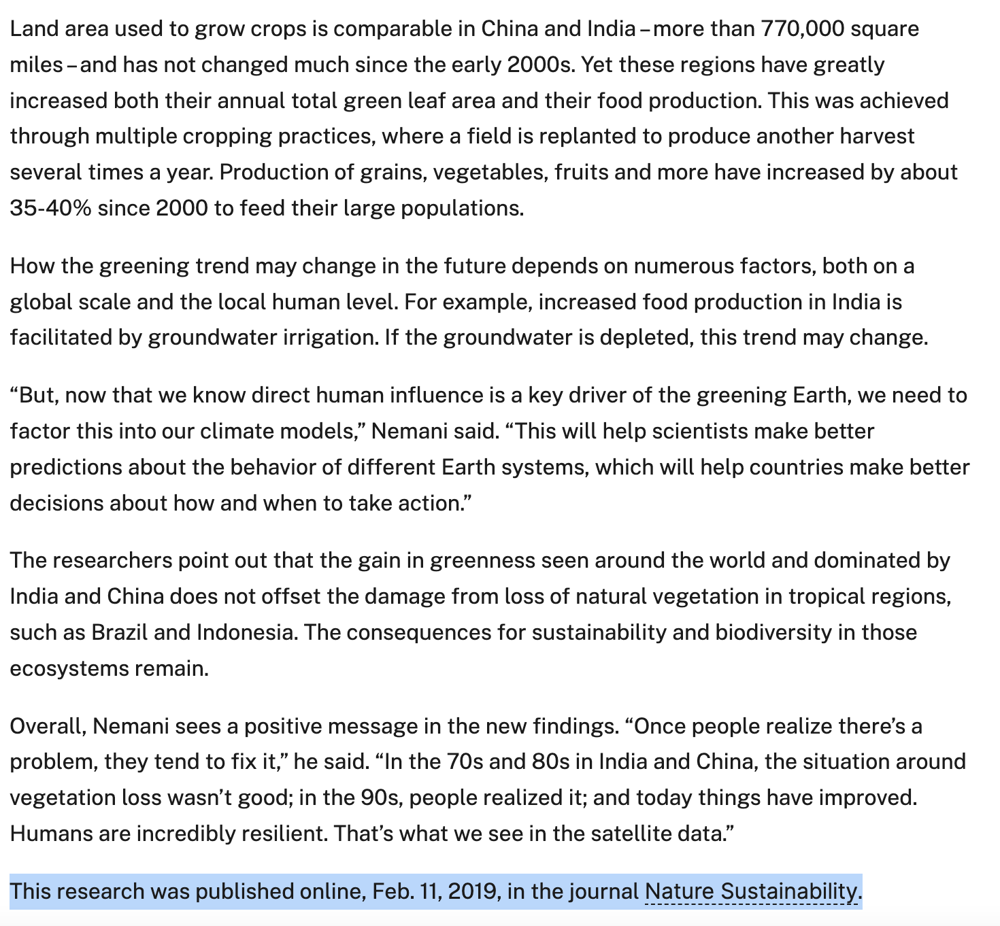 Land area used to grow crops is comparable in China and India – more than 770,000 square
miles – and has not changed much since the early 2000s. Yet these regions have greatly
increased both their annual total green leaf area and their food production. This was achieved
through multiple cropping practices, where a field is replanted to produce another harvest
several times a year. Production of grains, vegetables, fruits and more have increased by about
35-40% since 2000 to feed their large populations.
How the greening trend may change in the future depends on numerous factors, both on a
global scale and the local human level. For example, increased food production in India is
facilitated by groundwater irrigation. If the groundwater is depleted, this trend may change.
“But, now that we know direct human influence is a key driver of the greening Earth, we need to
factor this into our climate models,” Nemani said. “This will help scientists make better
predictions about the behavior of different Earth systems, which will help countries make better
decisions about how and when to take action.”
The researchers point out that the gain in greenness seen around the world and dominated by
India and China does not offset the damage from loss of natural vegetation in tropical regions,
such as Brazil and Indonesia. The consequences for sustainability and biodiversity in those
ecosystems remain.
Overall, Nemani sees a positive message in the new findings. “Once people realize there’s a
problem, they tend to fix it,” he said. “In the 70s and 80s in India and China, the situation around
vegetation loss wasn’t good; in the 90s, people realized it; and today things have improved.
Humans are incredibly resilient. That’s what we see in the satellite data.”
This research was published online, Feb. 11, 2019, in the journal Nature Sustainability.